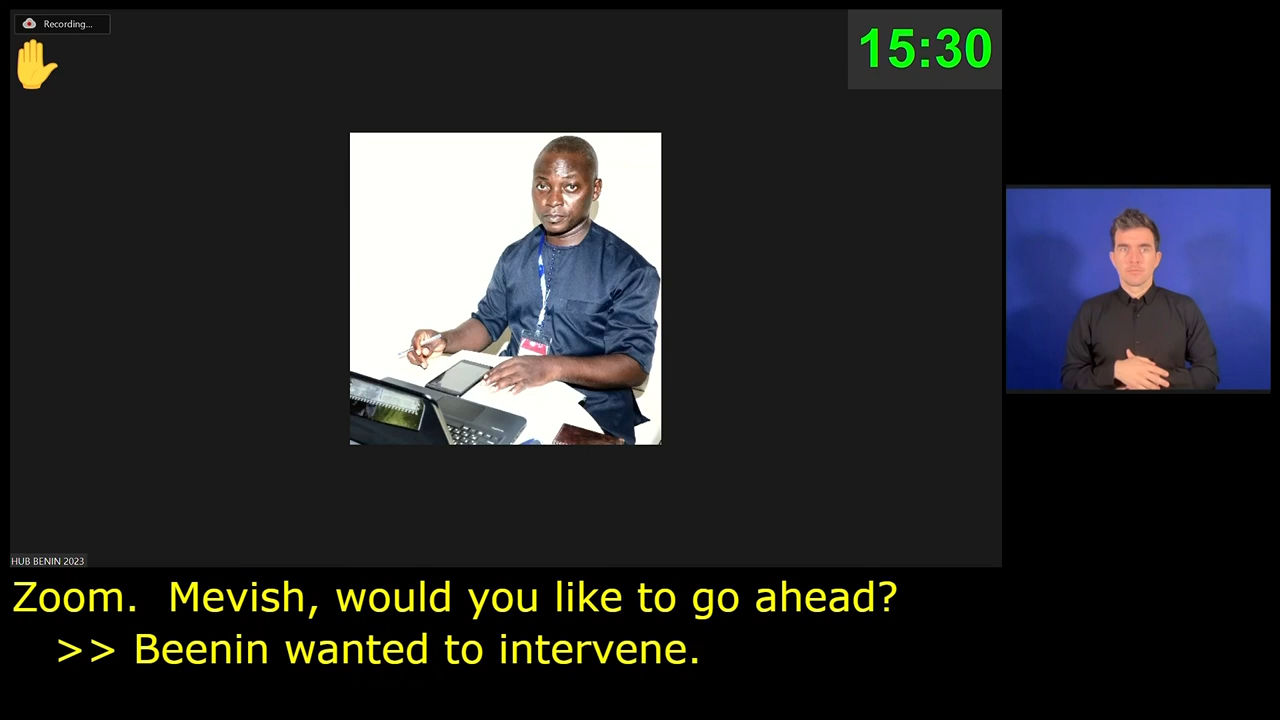 Recording...
15:30
HUB BENIN 2023
Zoom.  Mevish, would you like to go ahead?
>> Beenin wanted to intervene.